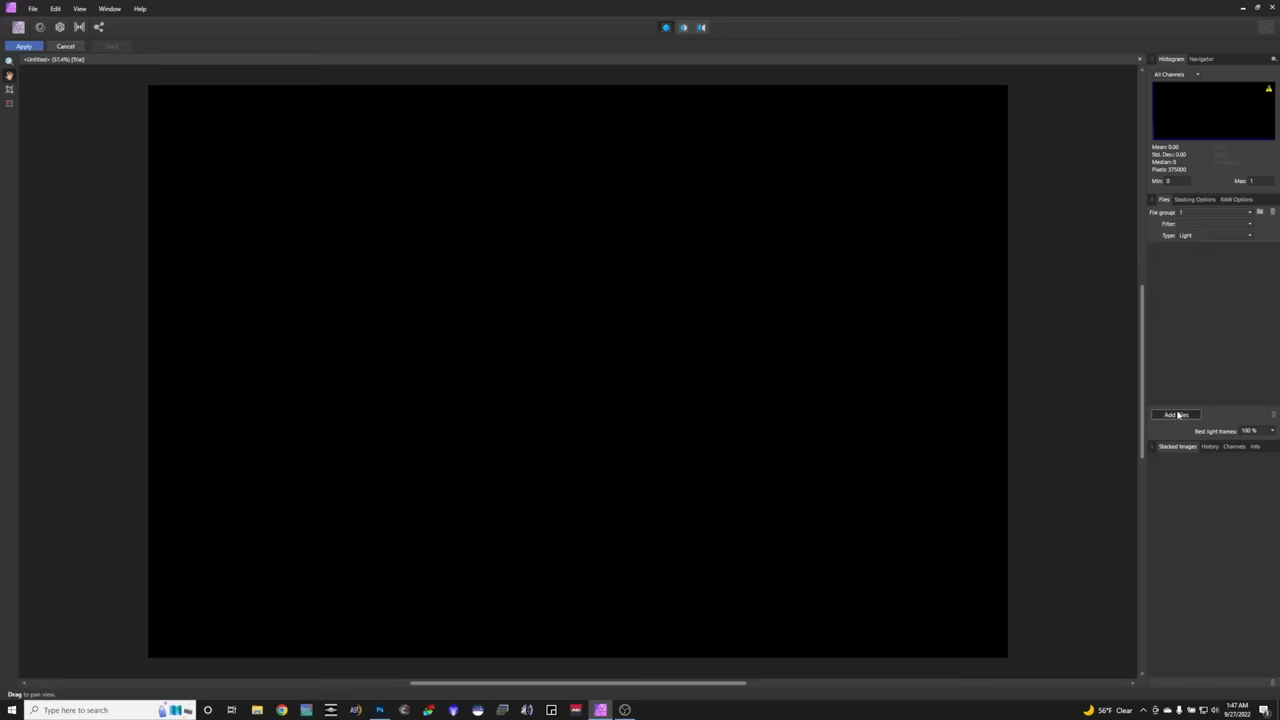 File Edit View Window Help
Apply Cancel
<Untitled> (57.4%) [Trial]
Histogram Navigator
All Channels
Mean: 0.00
Std. Dev.: 0.00
Median: 0
Pixels: 375000
Min: 0 Max: 1
Files Stacking Options RAW Options
File group: 1
Filter:
Type: Light
Add Files
Best light frames: 100 %
Stacked Images History Channels Info
Drag to pan view.
Type here to search
56°F Clear
1:47 AM
9/27/2022